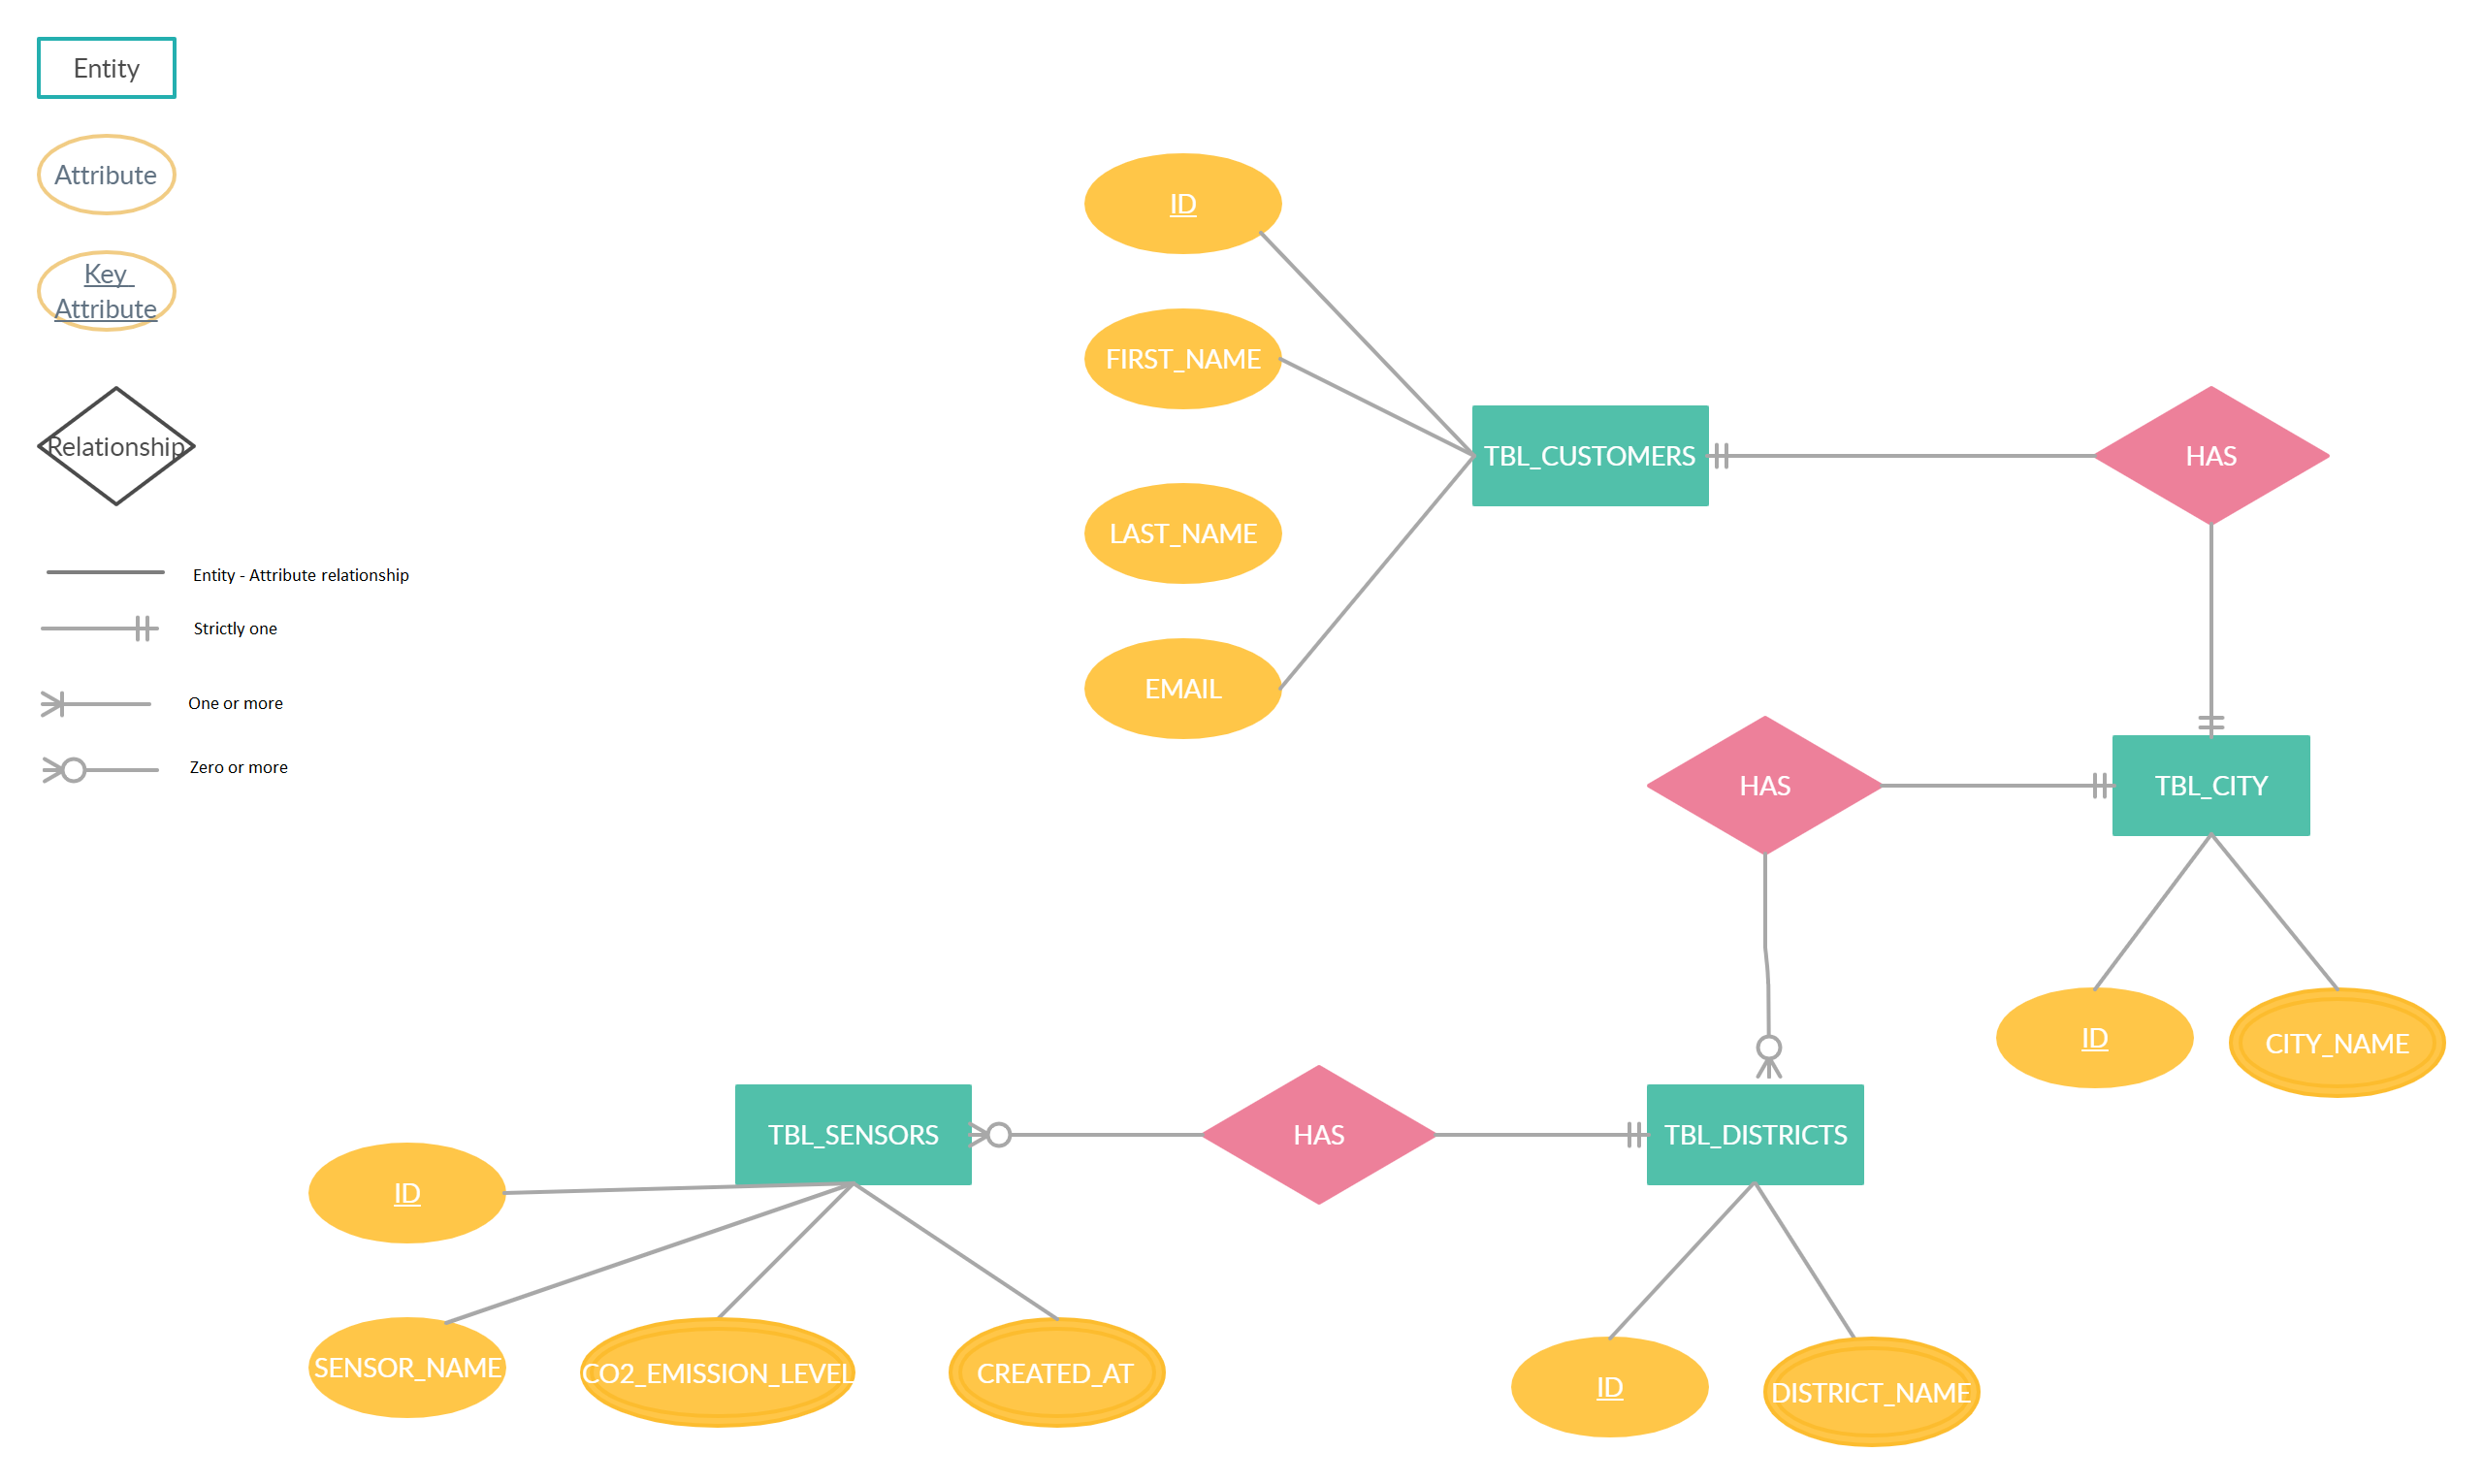 Entity
Attribute
Key
Attribute
Relationship
Entity - Attribute relationship
Strictly one
One or more
Zero or more
ID
FIRST_NAME
LAST_NAME
EMAIL
TBL_CUSTOMERS
HAS
HAS
TBL_CITY
ID
CITY_NAME
TBL_SENSORS
HAS
TBL_DISTRICTS
ID
SENSOR_NAME
CO2_EMISSION_LEVEL
CREATED_AT
ID
DISTRICT_NAME